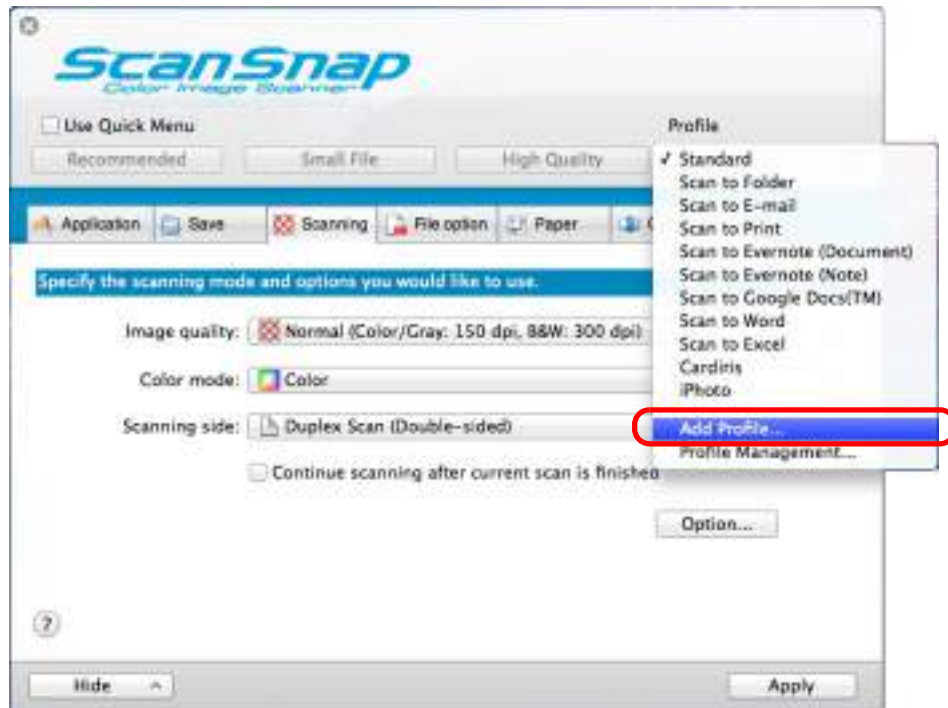 ScanSnap
Color Image Scanner
Use Quick Menu
Profile
Recommended
Small File
High Quality
✓ Standard
Scan to Folder
Scan to E-mail
Scan to Print
Scan to Evernote (Document)
Scan to Evernote (Note)
Scan to Google Docs(TM)
Scan to Word
Scan to Excel
Cardiris
iPhoto
Add Profile...
Profile Management...
Application
Save
Scanning
File option
Paper
Specify the scanning mode and options you would like to use.
Image quality: Normal (Color/Gray: 150 dpi, B&W: 300 dpi)
Color mode: Color
Scanning side: Duplex Scan (Double-sided)
Continue scanning after current scan is finished
Option...
?
Hide
Apply